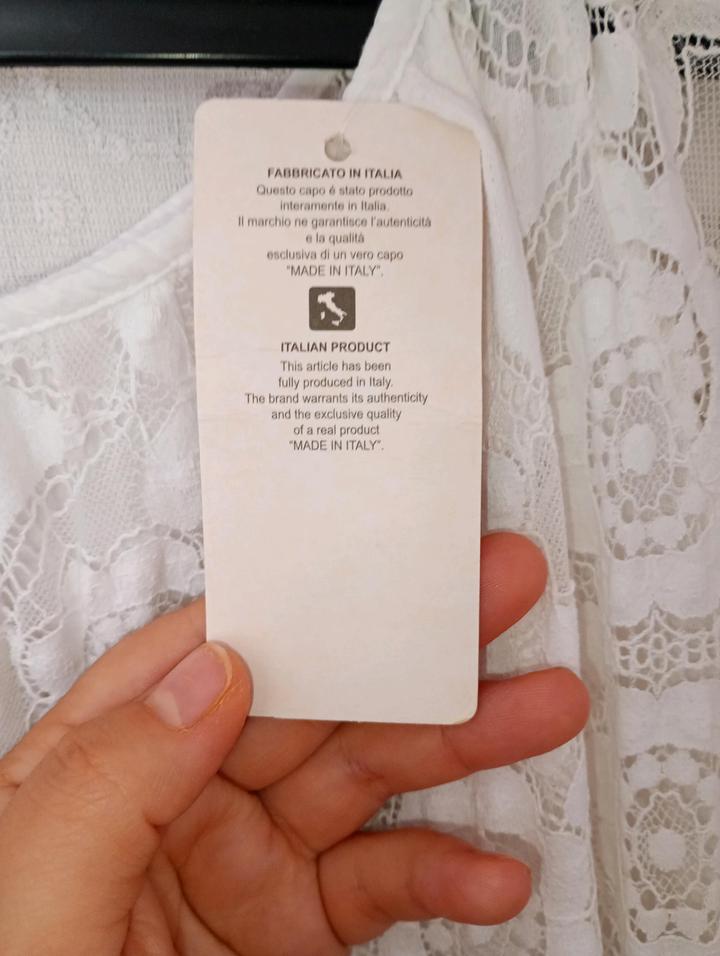 FABBRICATO IN ITALIA
Questo capo é stato prodotto
interamente in Italia.
Il marchio ne garantisce l'autenticità
e la qualità
esclusiva di un vero capo
"MADE IN ITALY".
ITALIAN PRODUCT
This article has been
fully produced in Italy.
The brand warrants its authenticity
and the exclusive quality
of a real product
"MADE IN ITALY".